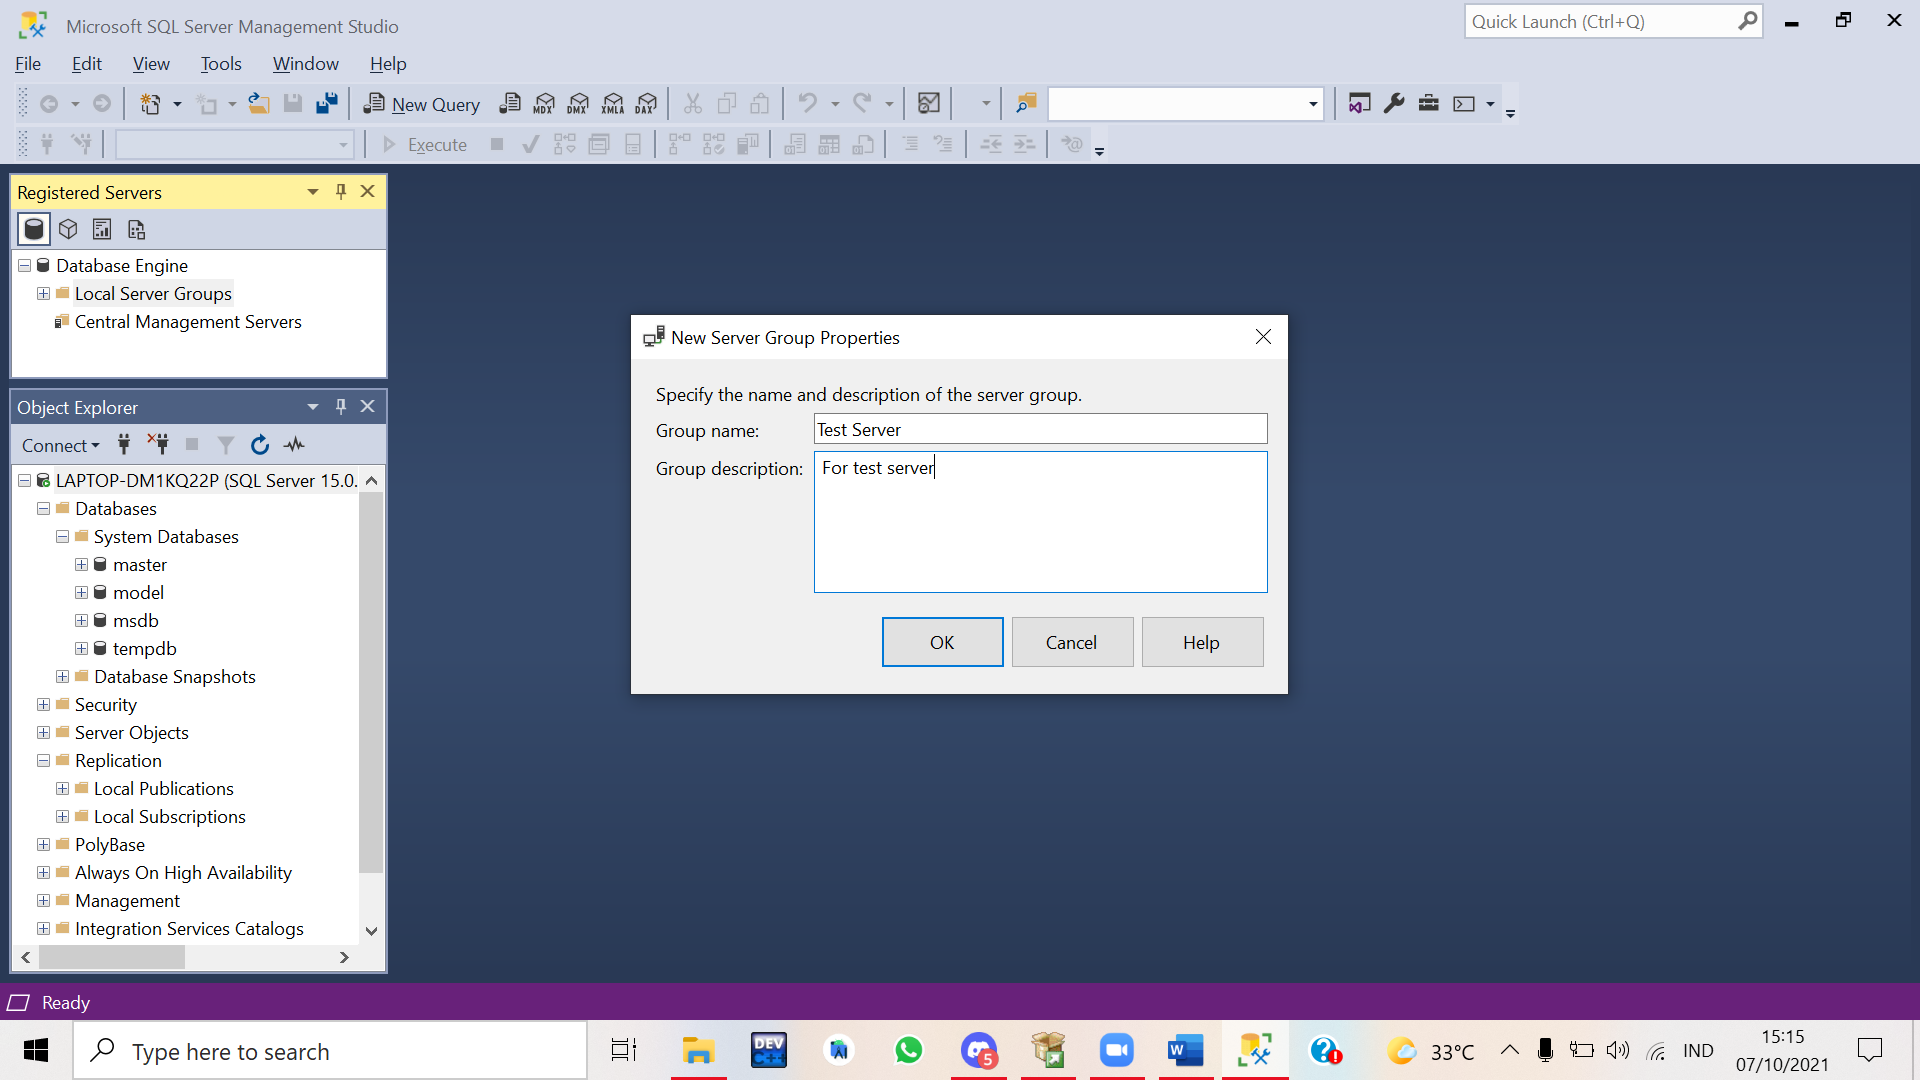 Microsoft SQL Server Management Studio
Quick Launch (Ctrl+Q)
File Edit View Tools Window Help
New Query MDX DMX XMLA DAX
Execute
Registered Servers
Database Engine
Local Server Groups
Central Management Servers
Object Explorer
Connect
LAPTOP-DM1KQ22P (SQL Server 15.0.
Databases
System Databases
master
model
msdb
tempdb
Database Snapshots
Security
Server Objects
Replication
Local Publications
Local Subscriptions
PolyBase
Always On High Availability
Management
Integration Services Catalogs
New Server Group Properties
Specify the name and description of the server group.
Group name: Test Server
Group description: For test server
OK Cancel Help
Ready
Type here to search
DEV C++
5
W
33°C
IND
15:15
07/10/2021